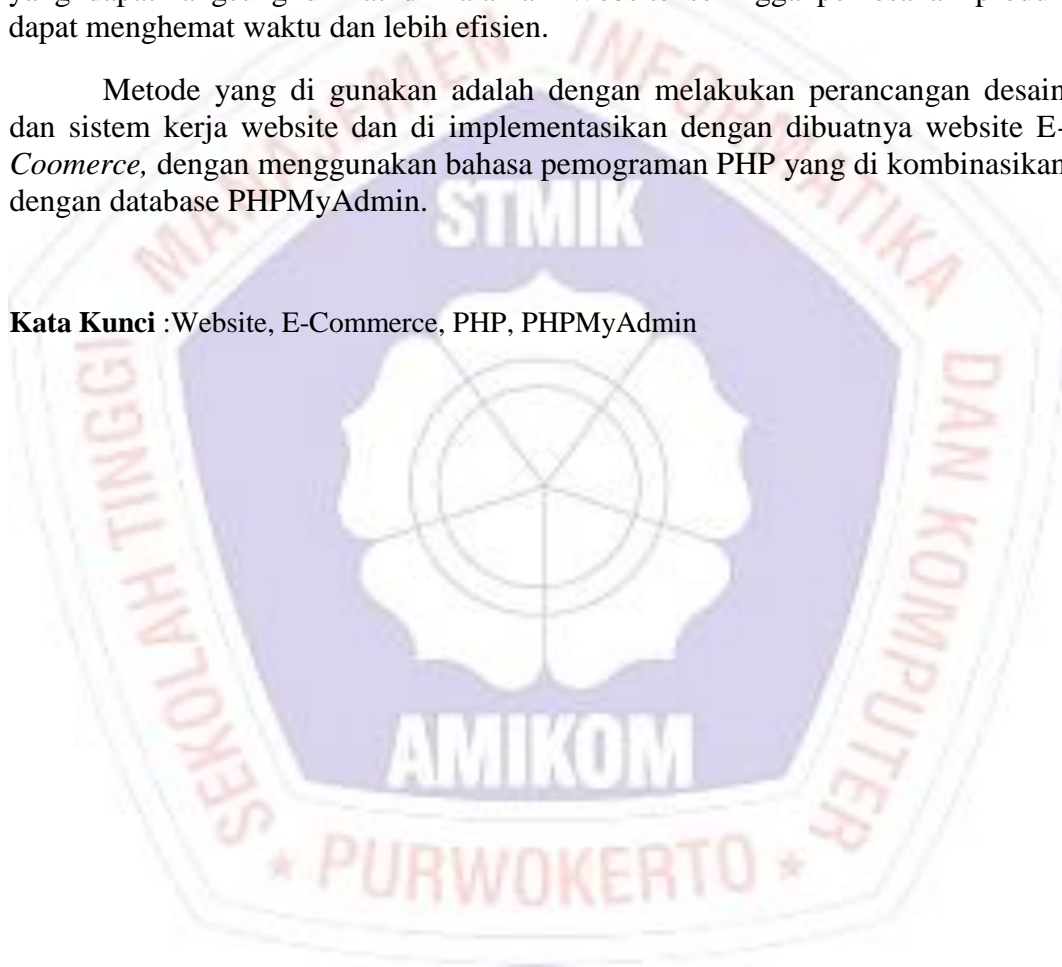 dapat menghemat waktu dan lebih efisien.
Metode yang di gunakan adalah dengan melakukan perancangan desain
dan sistem kerja website dan di implementasikan dengan dibuatnya website E-
Coomerce, dengan menggunakan bahasa pemograman PHP yang di kombinasikan
dengan database PHPMyAdmin.
Kata Kunci :Website, E-Commerce, PHP, PHPMyAdmin
SEKOLAH TINGGI MANAJEMEN INFORMATIKA DAN KOMPUTER
STMIK
AMIKOM
* PURWOKERTO *